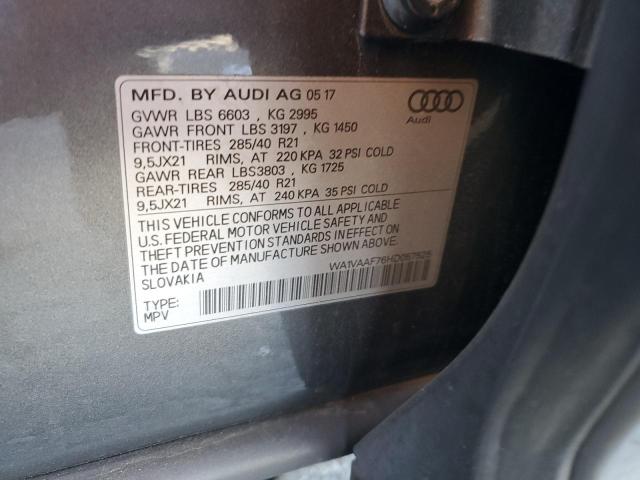 MFD. BY AUDI AG 05 17
Audi
GVWR LBS 6603 , KG 2995
GAWR FRONT LBS 3197 , KG 1450
FRONT-TIRES 285/40 R21
9,5JX21 RIMS, AT 220 KPA 32 PSI COLD
GAWR REAR LBS3803 , KG 1725
REAR-TIRES 285/40 R21
9,5JX21 RIMS, AT 240 KPA 35 PSI COLD
THIS VEHICLE CONFORMS TO ALL APPLICABLE
U.S. FEDERAL MOTOR VEHICLE SAFETY AND
THEFT PREVENTION STANDARDS IN EFFECT ON
THE DATE OF MANUFACTURE SHOWN ABOVE.
SLOVAKIA
WA1VAAF76HD057525
TYPE:
MPV